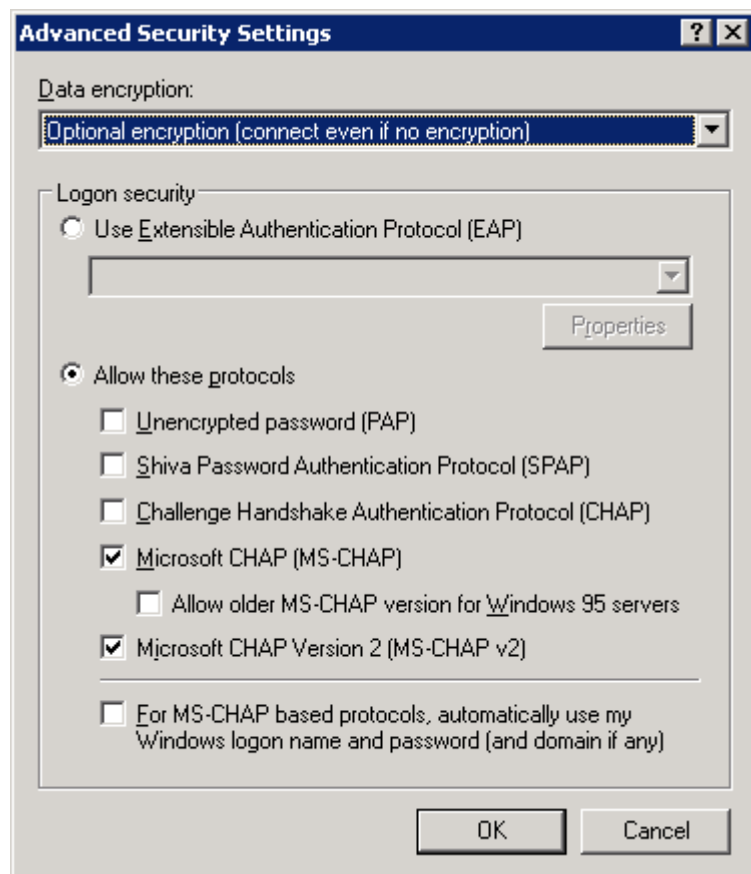 Advanced Security Settings
Data encryption:
Optional encryption (connect even if no encryption)
Logon security
Use Extensible Authentication Protocol (EAP)
Properties
Allow these protocols
Unencrypted password (PAP)
Shiva Password Authentication Protocol (SPAP)
Challenge Handshake Authentication Protocol (CHAP)
Microsoft CHAP (MS-CHAP)
Allow older MS-CHAP version for Windows 95 servers
Microsoft CHAP Version 2 (MS-CHAP v2)
For MS-CHAP based protocols, automatically use my
Windows logon name and password (and domain if any)
OK Cancel